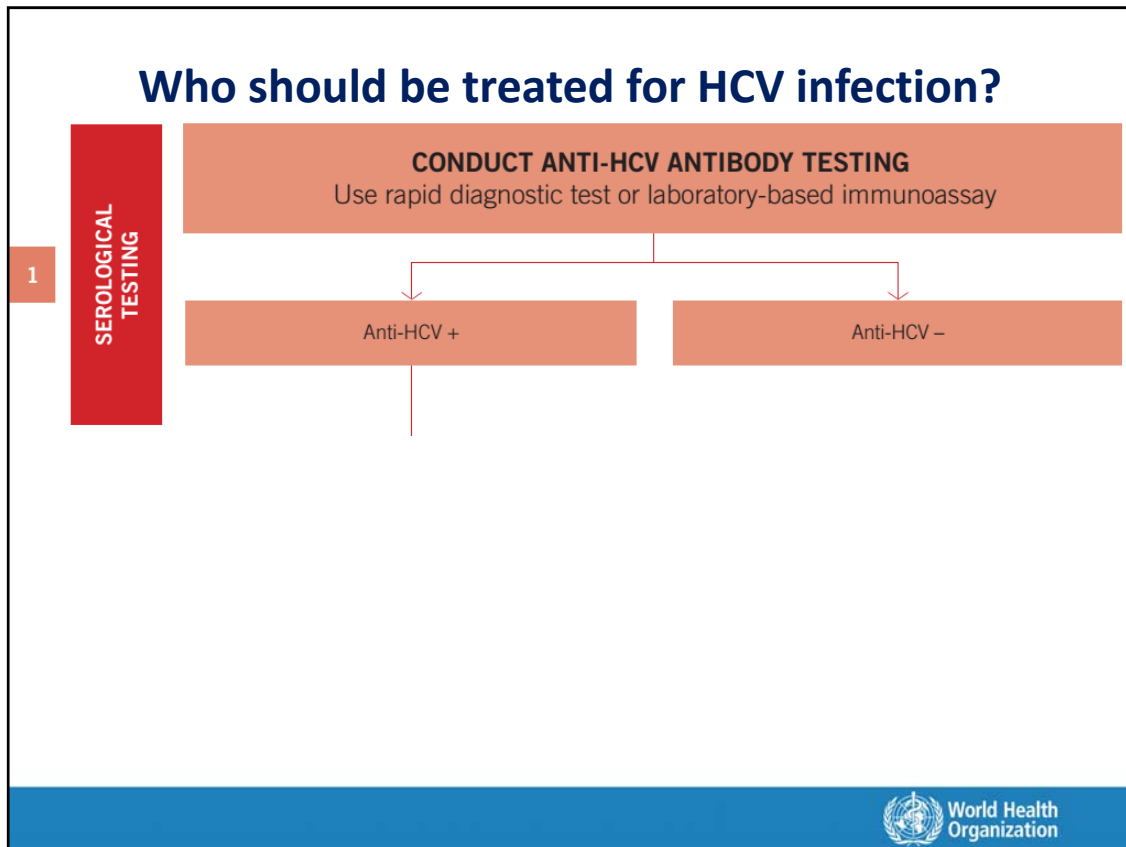 Who should be treated for HCV infection?
CONDUCT ANTI-HCV ANTIBODY TESTING
Use rapid diagnostic test or laboratory-based immunoassay
1
SEROLOGICAL
TESTING
Anti-HCV +
Anti-HCV –
World Health
Organization